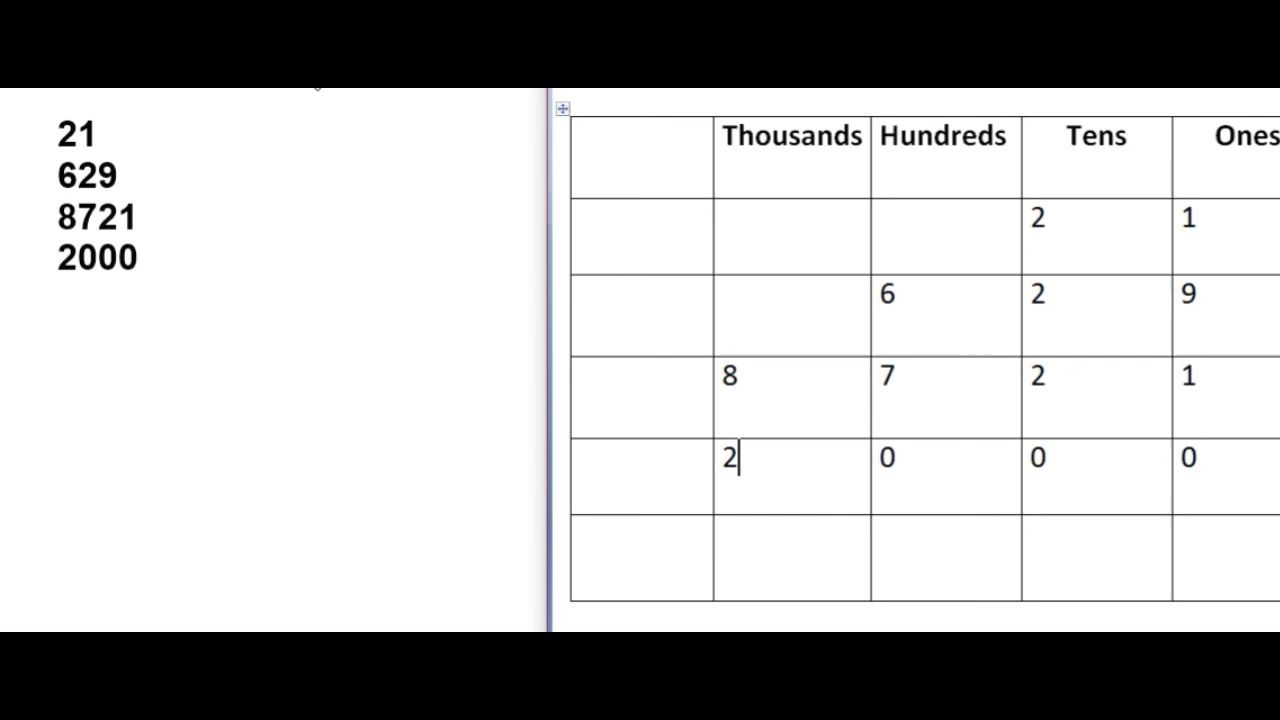 21
629
8721
2000
Thousands Hundreds Tens Ones
2 1
6 2 9
8 7 2 1
2 0 0 0